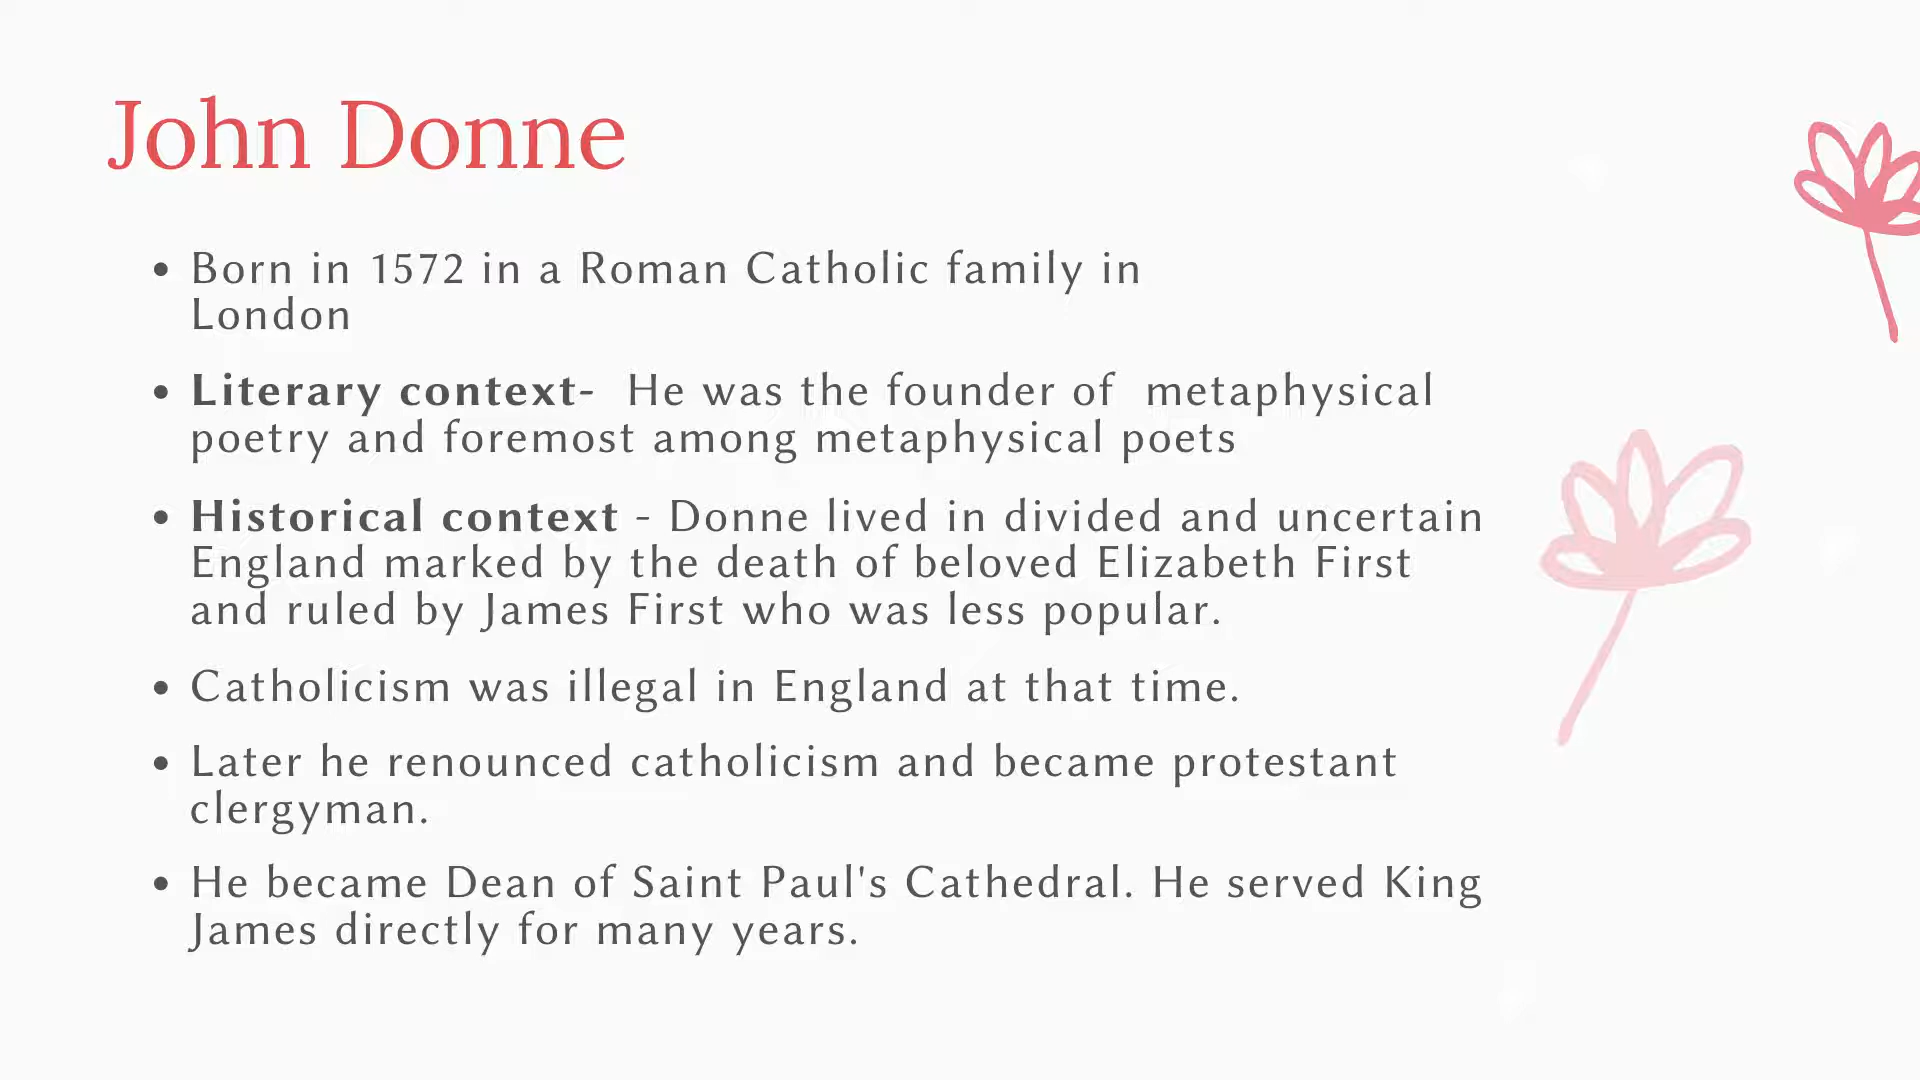 John Donne
• Born in 1572 in a Roman Catholic family in
London
• Literary context-  He was the founder of  metaphysical
poetry and foremost among metaphysical poets
• Historical context - Donne lived in divided and uncertain
England marked by the death of beloved Elizabeth First
and ruled by James First who was less popular.
• Catholicism was illegal in England at that time.
• Later he renounced catholicism and became protestant
clergyman.
• He became Dean of Saint Paul's Cathedral. He served King
James directly for many years.